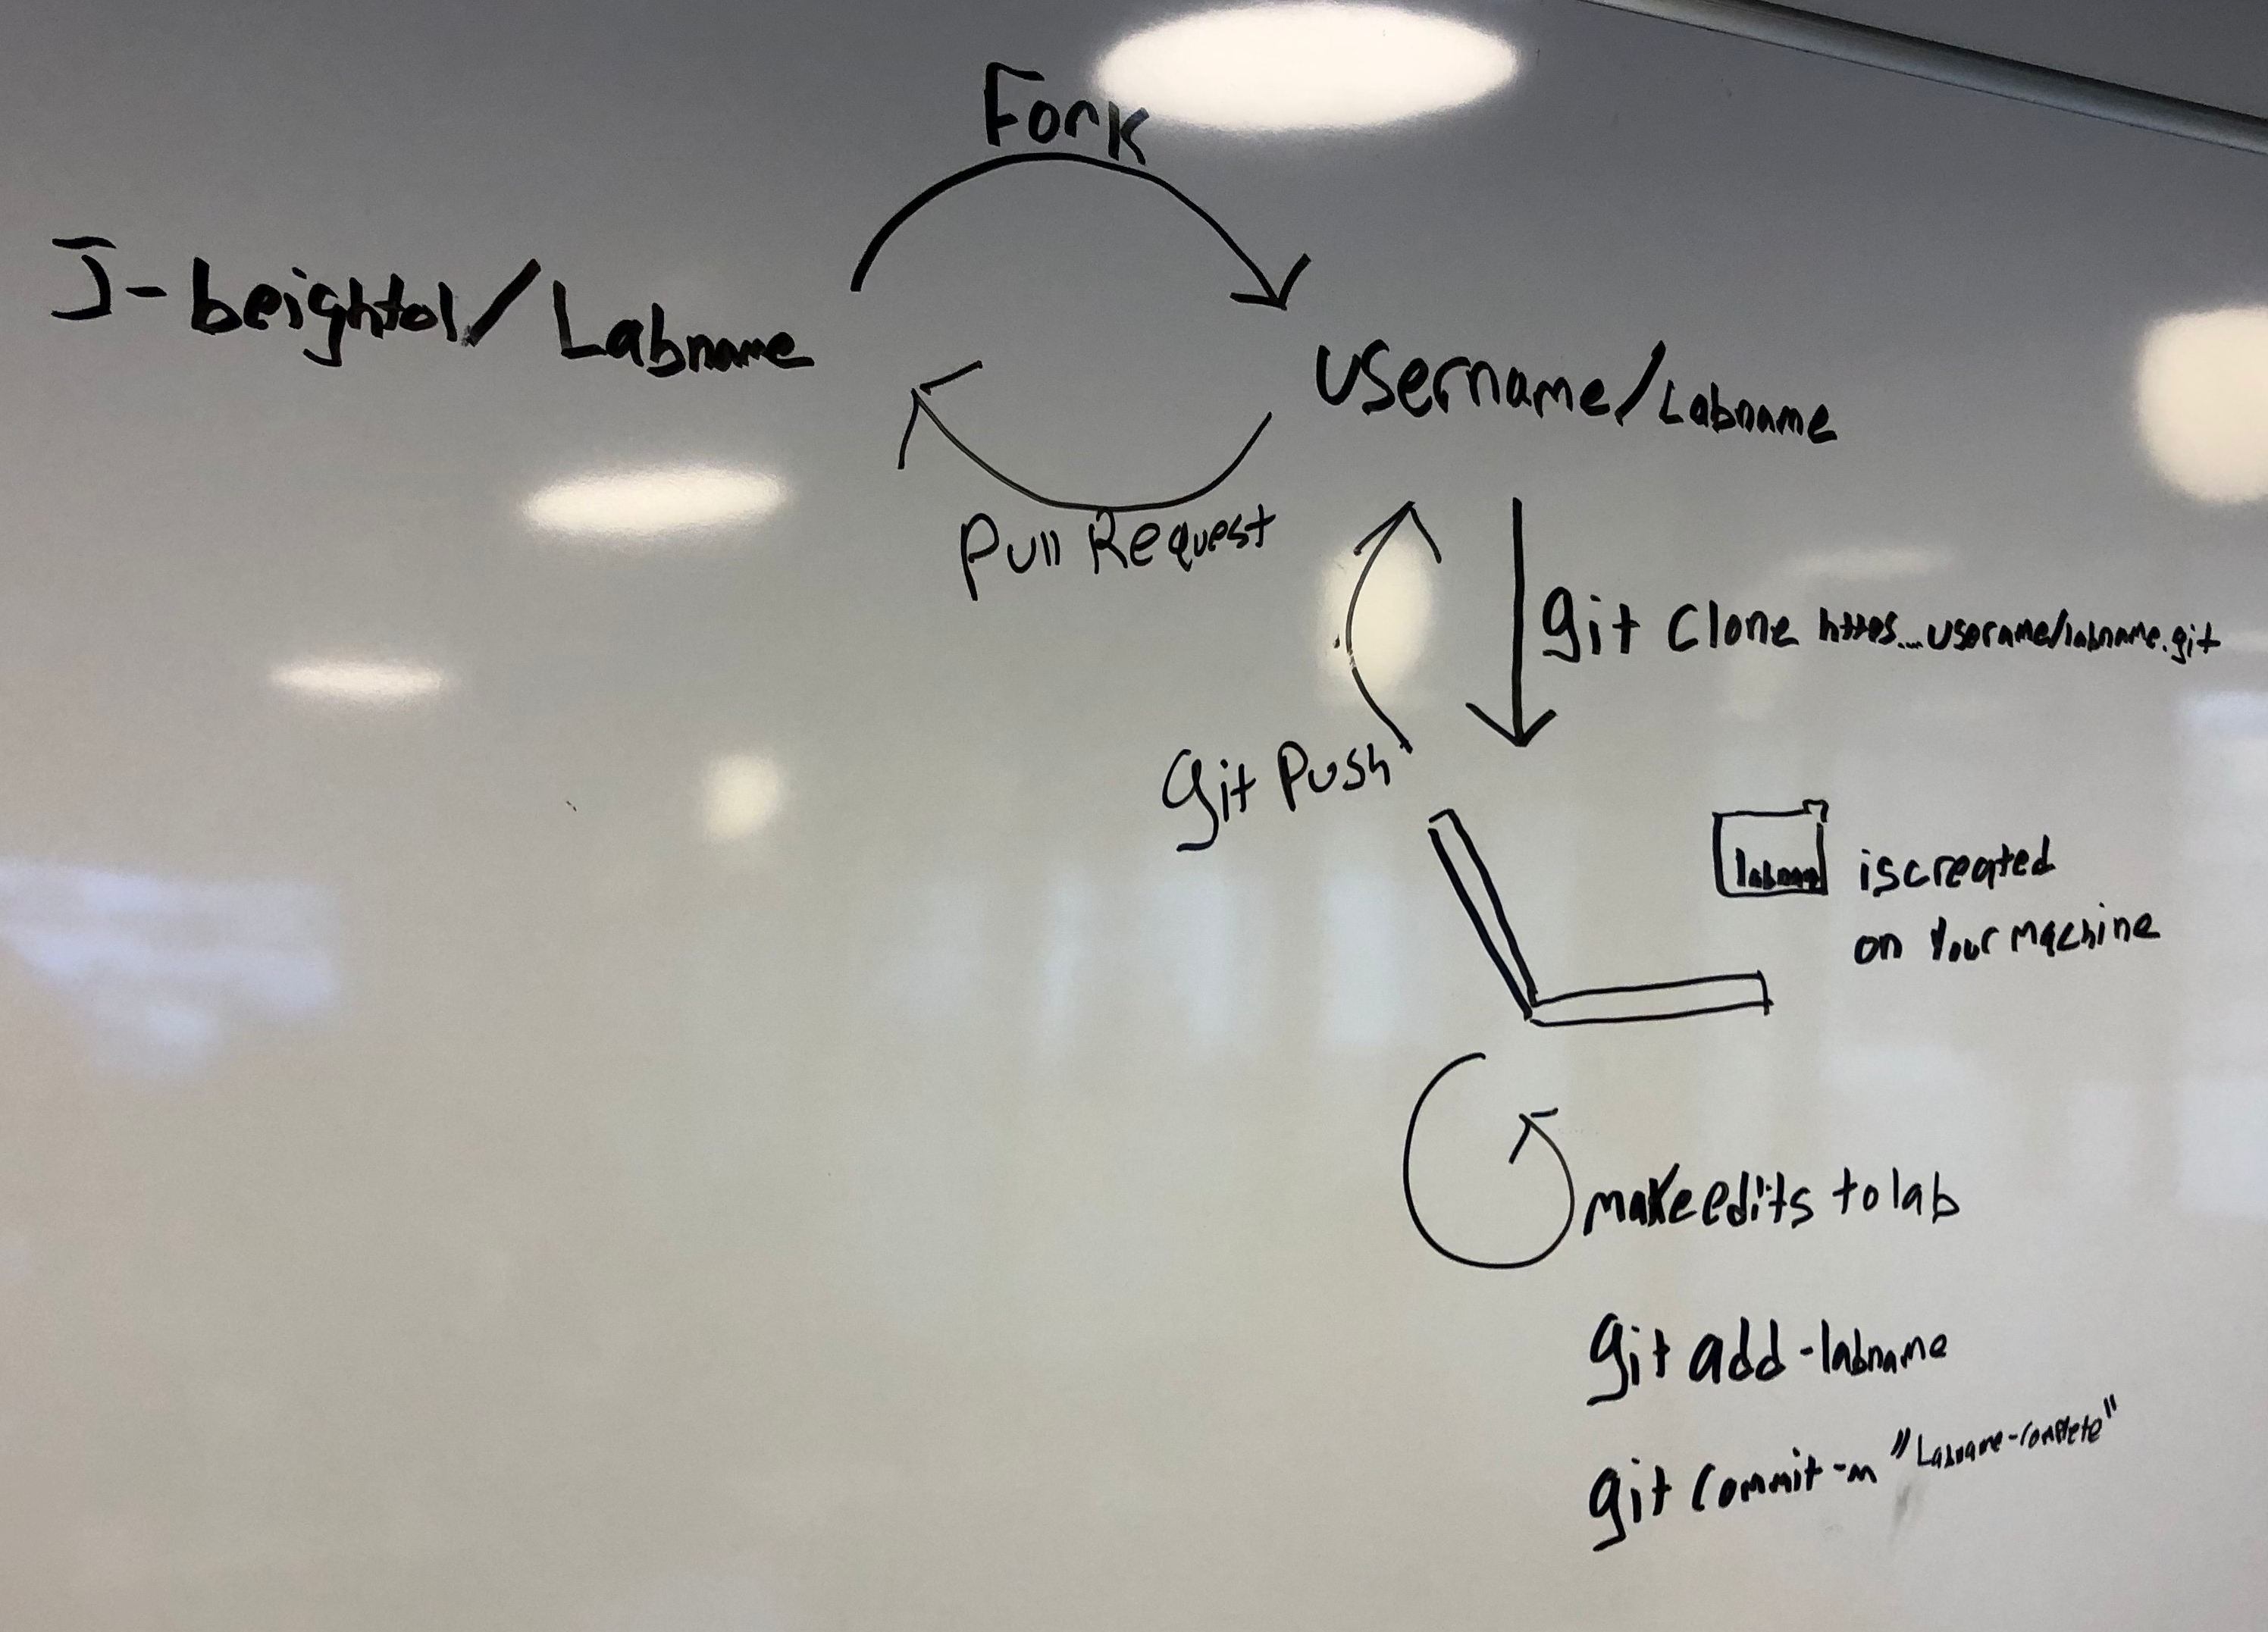 Fork
J-beightol/Labname
username/Labname
Pull Request
git clone https...username/labname.git
git Push
labname is created
on Your machine
make edits to lab
git add -labname
git commit -m "Labname-complete"